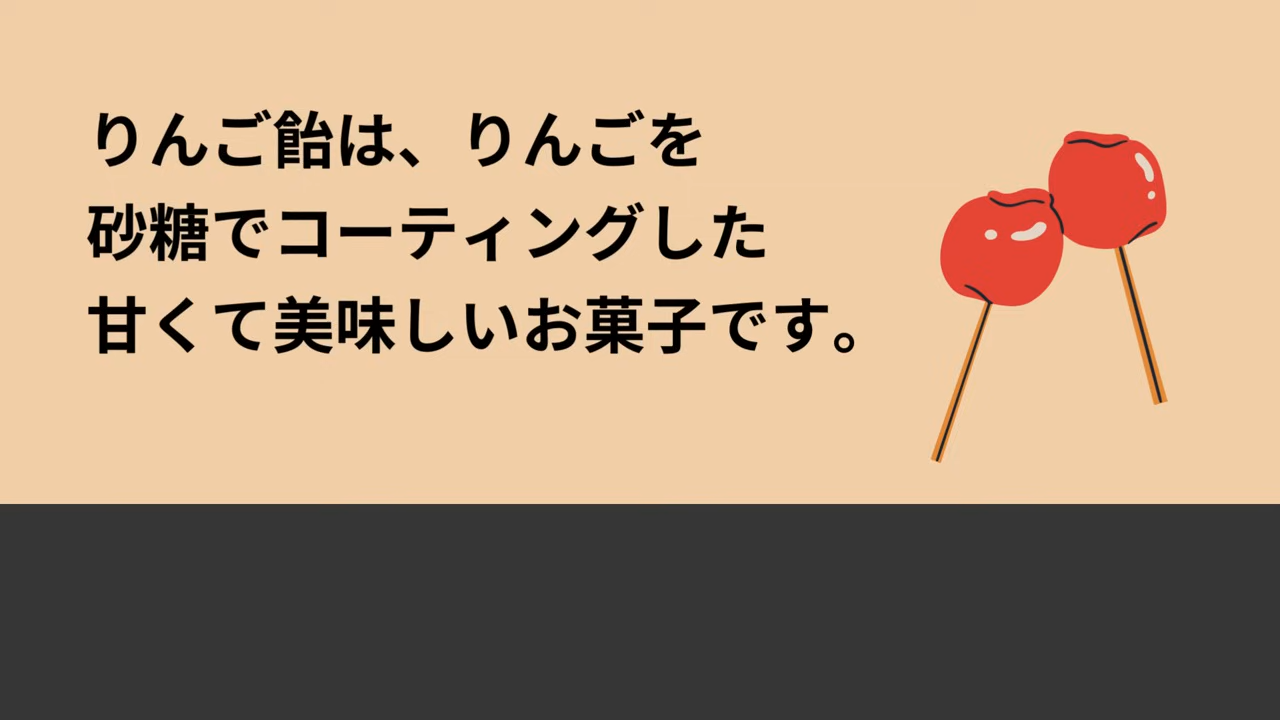 りんご飴は、りんごを
砂糖でコーティングした
甘くて美味しいお菓子です。